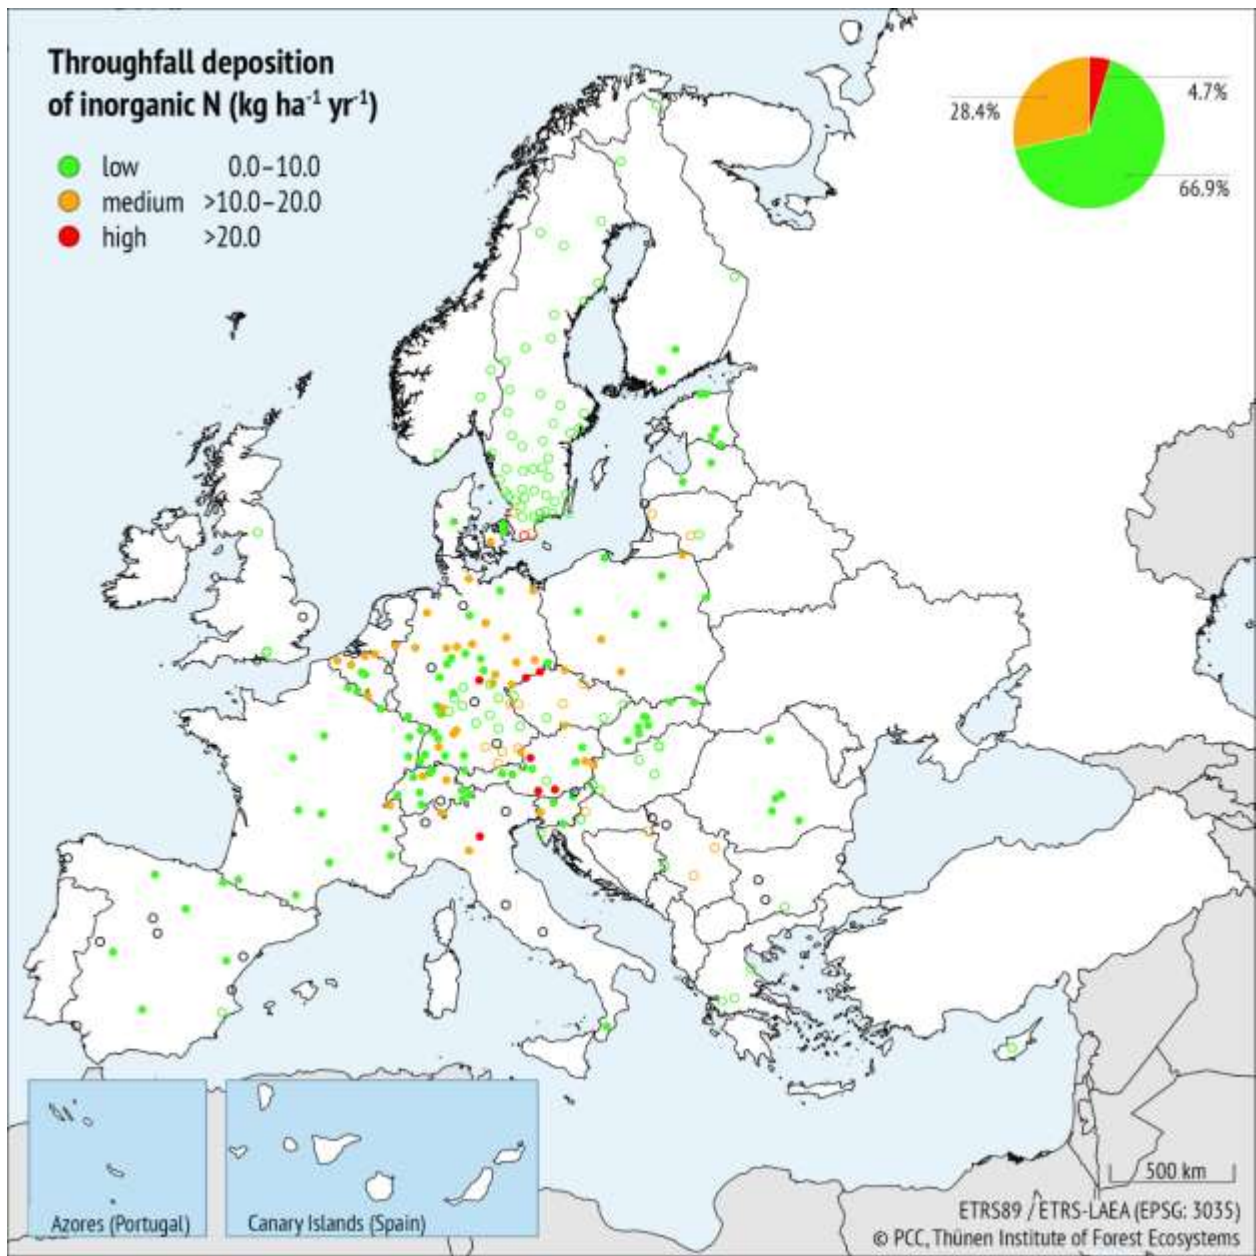 Throughfall deposition
of inorganic N (kg ha⁻¹ yr⁻¹)
low 0.0–10.0
medium >10.0–20.0
high >20.0
4.7%
28.4%
66.9%
500 km
Azores (Portugal)
Canary Islands (Spain)
ETRS89 / ETRS-LAEA (EPSG: 3035)
© PCC, Thünen Institute of Forest Ecosystems